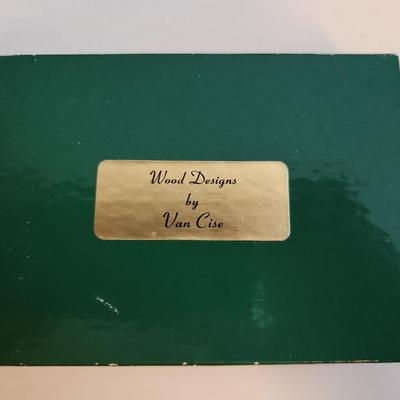 Wood Designs
by
Van Cise